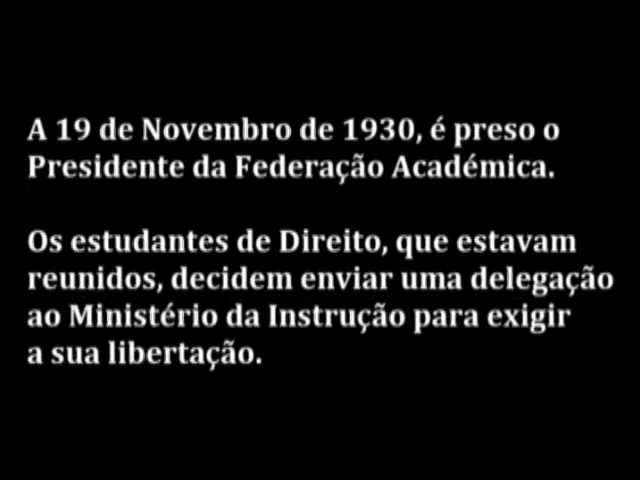 A 19 de Novembro de 1930, é preso o
Presidente da Federação Académica.
Os estudantes de Direito, que estavam
reunidos, decidem enviar uma delegação
ao Ministério da Instrução para exigir
a sua libertação.